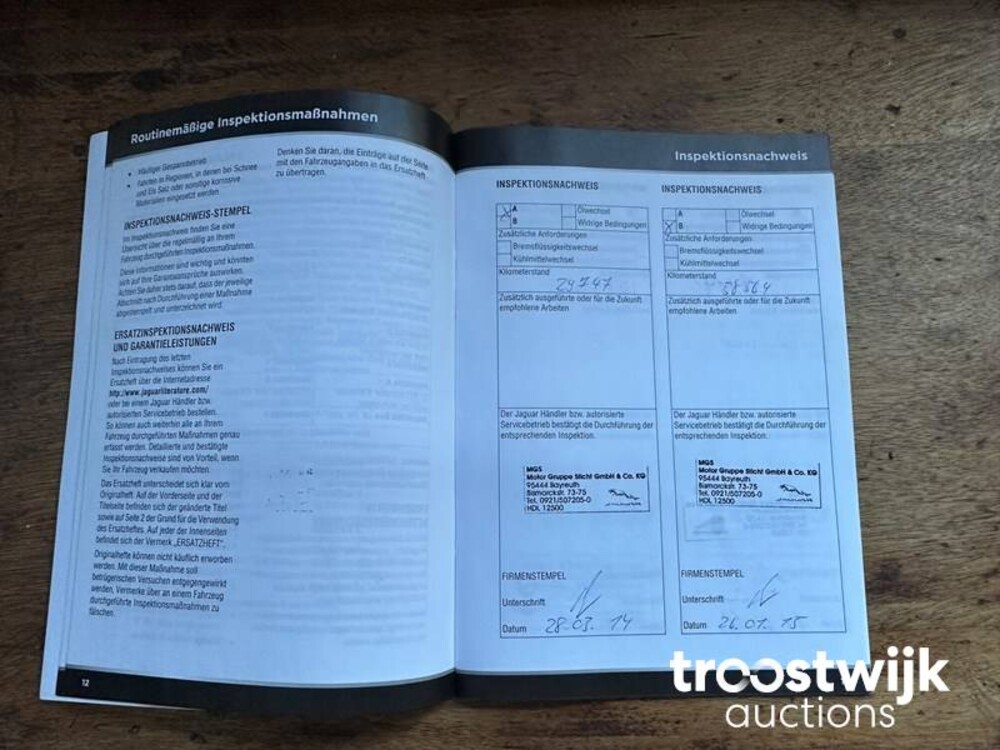 Routinemäßige Inspektionsmaßnahmen
• Häufiger Gespannbetrieb
• Fahrten in Regionen, in denen bei Schnee
und Eis Salz oder sonstige korrosive
Materialien eingesetzt werden
INSPEKTIONSNACHWEIS-STEMPEL
Im Inspektionsnachweis finden Sie eine
Übersicht über die regelmäßig an Ihrem
Fahrzeug durchgeführten Inspektionsmaßnahmen.
Diese Informationen sind wichtig und könnten
sich auf Ihre Garantieansprüche auswirken.
Achten Sie daher stets darauf, dass der jeweilige
Abschnitt nach Durchführung einer Maßnahme
abgestempelt und unterzeichnet wird.
ERSATZINSPEKTIONSNACHWEIS
UND GARANTIELEISTUNGEN
Nach Eintragung des letzten
Inspektionsnachweises können Sie ein
Ersatzheft über die Internetadresse
http://www.jaguarliterature.com/
oder bei einem Jaguar Händler bzw.
autorisierten Servicebetrieb bestellen.
So können auch weiterhin alle an Ihrem
Fahrzeug durchgeführten Maßnahmen genau
erfasst werden. Detaillierte und bestätigte
Inspektionsnachweise sind von Vorteil, wenn
Sie Ihr Fahrzeug verkaufen möchten.
Das Ersatzheft unterscheidet sich klar vom
Originalheft. Auf der Vorderseite und der
Titelseite befinden sich der geänderte Titel
sowie auf Seite 2 der Grund für die Verwendung
des Ersatzheftes. Auf jeder der Innenseiten
befindet sich der Vermerk „ERSATZHEFT“.
Originalhefte können nicht käuflich erworben
werden. Mit dieser Maßnahme soll
betrügerischen Versuchen entgegengewirkt
werden, Vermerke über an einem Fahrzeug
durchgeführte Inspektionsmaßnahmen zu
fälschen.
Denken Sie daran, die Einträge auf der Seite
mit den Fahrzeugangaben in das Ersatzheft
zu übertragen.
12
Inspektionsnachweis
INSPEKTIONSNACHWEIS
A Ölwechsel
B Widrige Bedingungen
Zusätzliche Anforderungen
Bremsflüssigkeitswechsel
Kühlmittelwechsel
Kilometerstand
29747
Zusätzlich ausgeführte oder für die Zukunft
empfohlene Arbeiten
Der Jaguar Händler bzw. autorisierte
Servicebetrieb bestätigt die Durchführung der
entsprechenden Inspektion.
MGS
Motor Gruppe Sticht GmbH & Co. KG
95444 Bayreuth
Bismarckstr. 73-75
Tel. 0921/507205-0
HDL 12500
FIRMENSTEMPEL
Unterschrift
Datum 28.03.14
INSPEKTIONSNACHWEIS
A Ölwechsel
B Widrige Bedingungen
Zusätzliche Anforderungen
Bremsflüssigkeitswechsel
Kühlmittelwechsel
Kilometerstand
Zusätzlich ausgeführte oder für die Zukunft
empfohlene Arbeiten
Der Jaguar Händler bzw. autorisierte
Servicebetrieb bestätigt die Durchführung der
entsprechenden Inspektion.
MGS
Motor Gruppe Sticht GmbH & Co. KG
95444 Bayreuth
Bismarckstr. 73-75
Tel. 0921/507205-0
HDL 12500
FIRMENSTEMPEL
Unterschrift
Datum 26.01.15
troostwijk
auctions